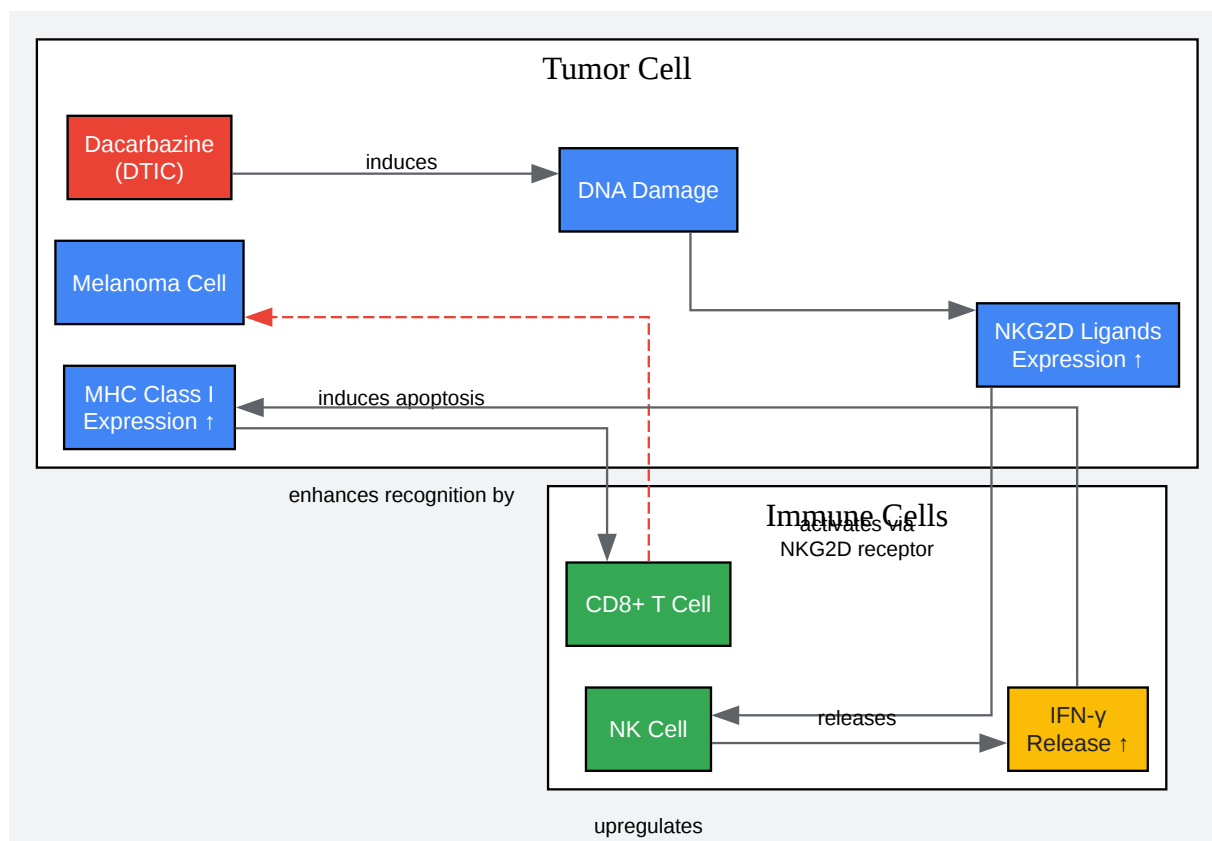 Tumor Cell
Dacarbazine
(DTIC)
induces
DNA Damage
Melanoma Cell
NKG2D Ligands
Expression ↑
MHC Class I
Expression ↑
induces apoptosis
enhances recognition by
Immune Cells
activates via
NKG2D receptor
CD8+ T Cell
NK Cell
releases
IFN-γ
Release ↑
upregulates